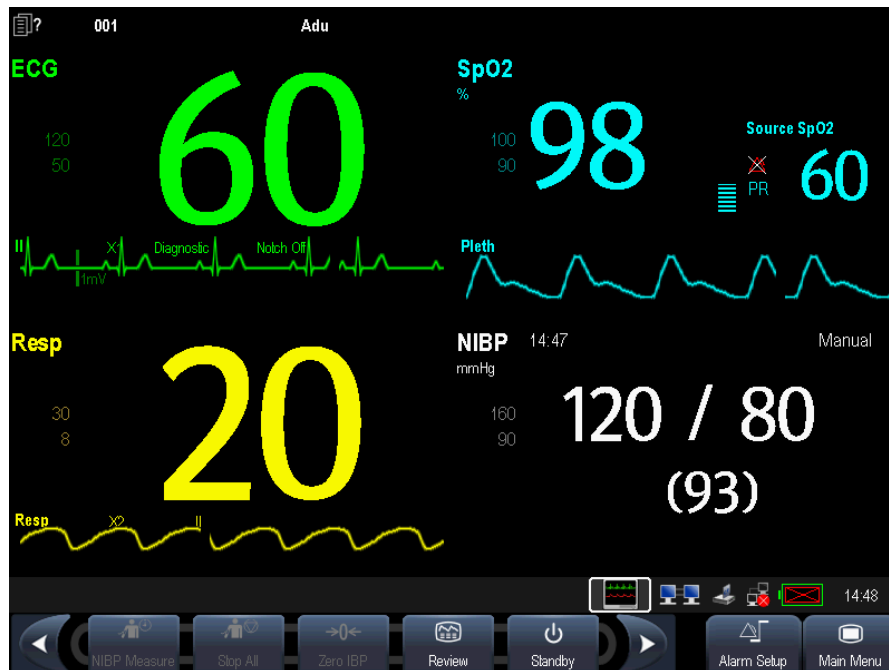 ?
001
Adu
ECG
120
50
60
II
X1
Diagnostic
Notch Off
1mV
SpO2
%
100
90
98
Source SpO2
PR
60
Pleth
Resp
30
8
20
Resp
X2
II
NIBP
14:47
Manual
mmHg
160
90
120 / 80
(93)
14:48
NIBP Measure
Stop All
→0←
Zero IBP
Review
Standby
Alarm Setup
Main Menu